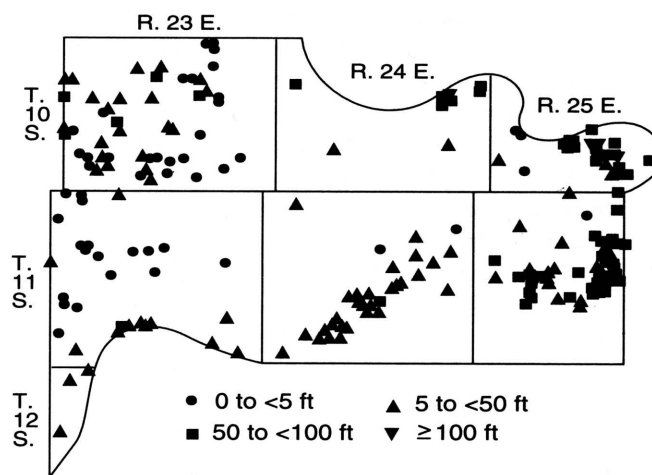 R. 23 E.
R. 24 E.
R. 25 E.
T.
10
S.
T.
11
S.
T.
12
S.
0 to <5 ft
5 to <50 ft
50 to <100 ft
≥100 ft